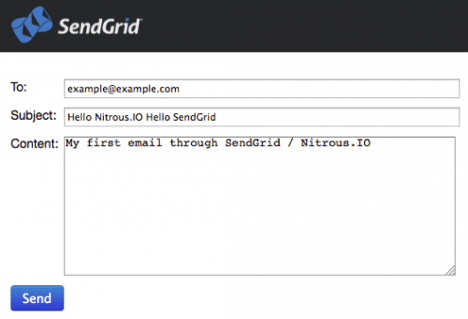 SendGrid
To: example@example.com
Subject: Hello Nitrous.IO Hello SendGrid
Content: My first email through SendGrid / Nitrous.IO
Send